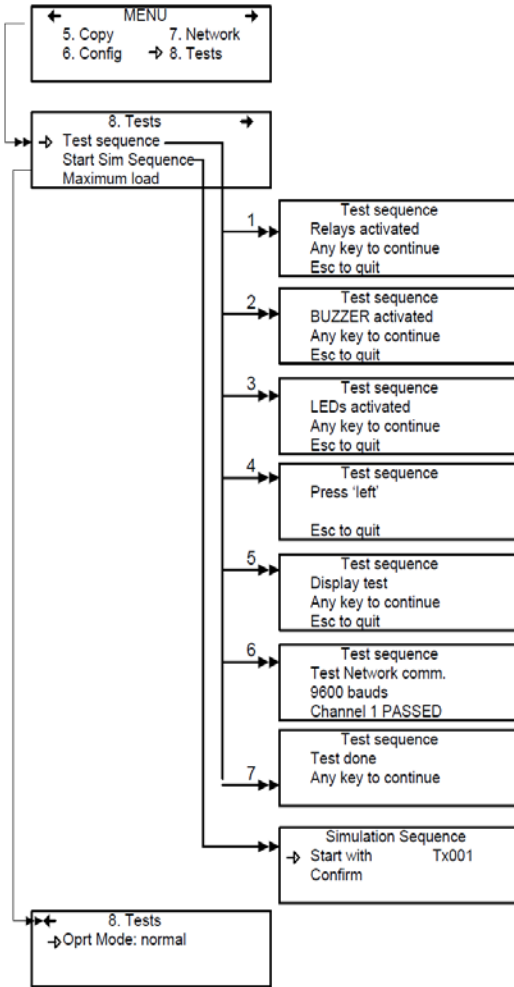 MENU
5. Copy 7. Network
6. Config 8. Tests
8. Tests
Test sequence
Start Sim Sequence
Maximum load
1
Test sequence
Relays activated
Any key to continue
Esc to quit
2
Test sequence
BUZZER activated
Any key to continue
Esc to quit
3
Test sequence
LEDs activated
Any key to continue
Esc to quit
4
Test sequence
Press ‘left’
Esc to quit
5
Test sequence
Display test
Any key to continue
Esc to quit
6
Test sequence
Test Network comm.
9600 bauds
Channel 1 PASSED
7
Test sequence
Test done
Any key to continue
Simulation Sequence
Start with Tx001
Confirm
8. Tests
Oprt Mode: normal